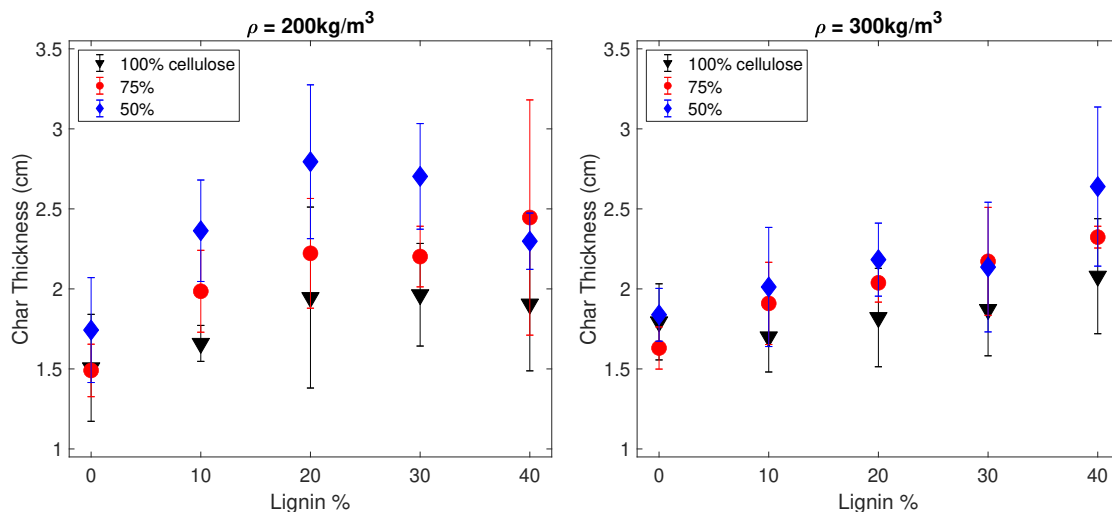 ρ = 200kg/m³
3.5
3
2.5
2
1.5
1
Char Thickness (cm)
100% cellulose
75%
50%
0 10 20 30 40
Lignin %
ρ = 300kg/m³
3.5
3
2.5
2
1.5
1
Char Thickness (cm)
100% cellulose
75%
50%
0 10 20 30 40
Lignin %